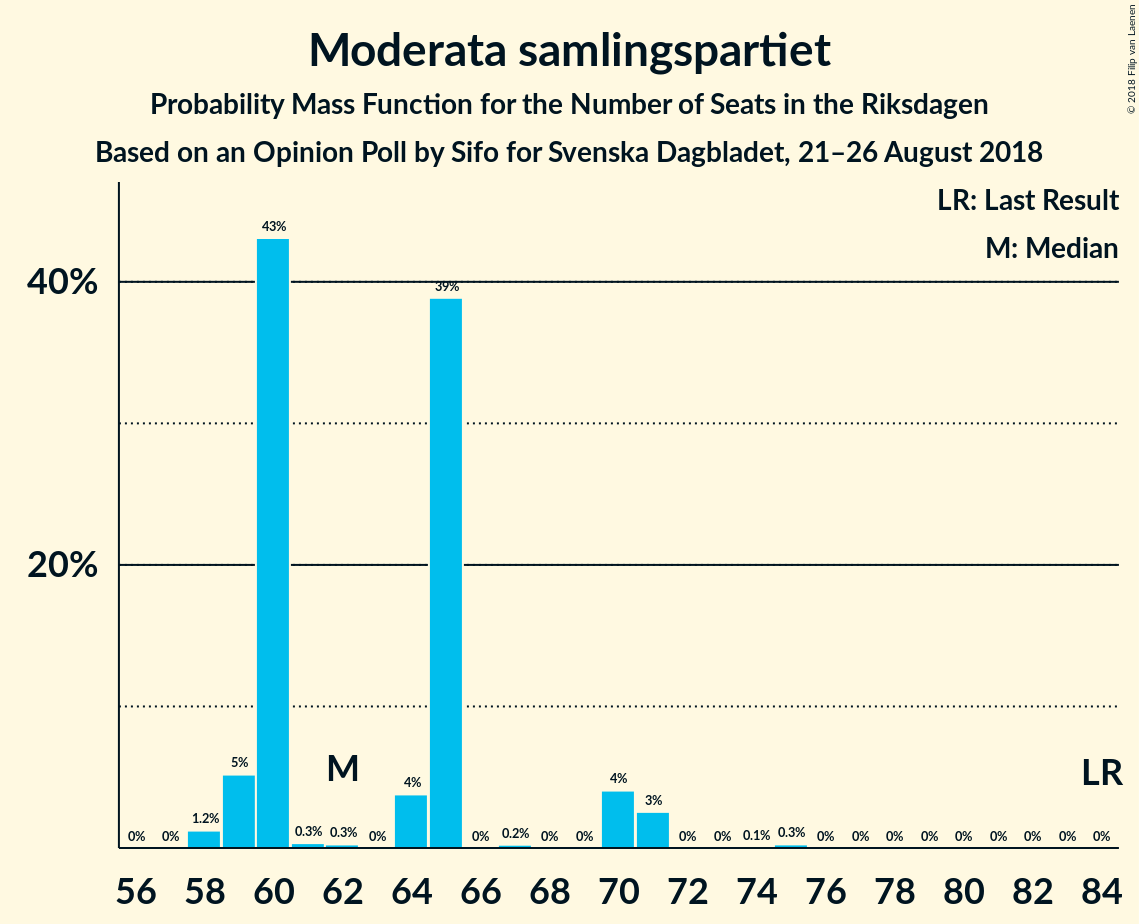 Moderata samlingspartiet
Probability Mass Function for the Number of Seats in the Riksdagen
Based on an Opinion Poll by Sifo for Svenska Dagbladet, 21–26 August 2018
© 2018 Filip van Laenen
LR: Last Result
M: Median
43%
40%
39%
20%
M
LR
5%
4%
4%
3%
1.2%
0.3%
0.3%
0.2%
0.1%
0.3%
0% 0% 0% 0% 0% 0% 0% 0% 0% 0% 0% 0% 0% 0% 0% 0% 0%
56 58 60 62 64 66 68 70 72 74 76 78 80 82 84